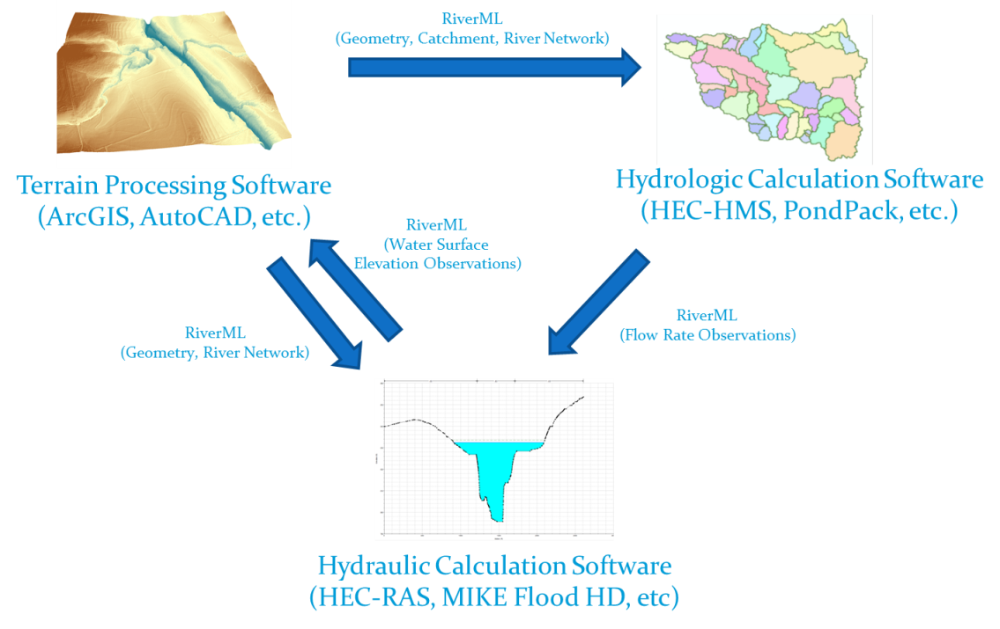 RiverML
(Geometry, Catchment, River Network)
Terrain Processing Software
(ArcGIS, AutoCAD, etc.)
Hydrologic Calculation Software
(HEC-HMS, PondPack, etc.)
RiverML
(Water Surface
Elevation Observations)
RiverML
(Flow Rate Observations)
RiverML
(Geometry, River Network)
Hydraulic Calculation Software
(HEC-RAS, MIKE Flood HD, etc)